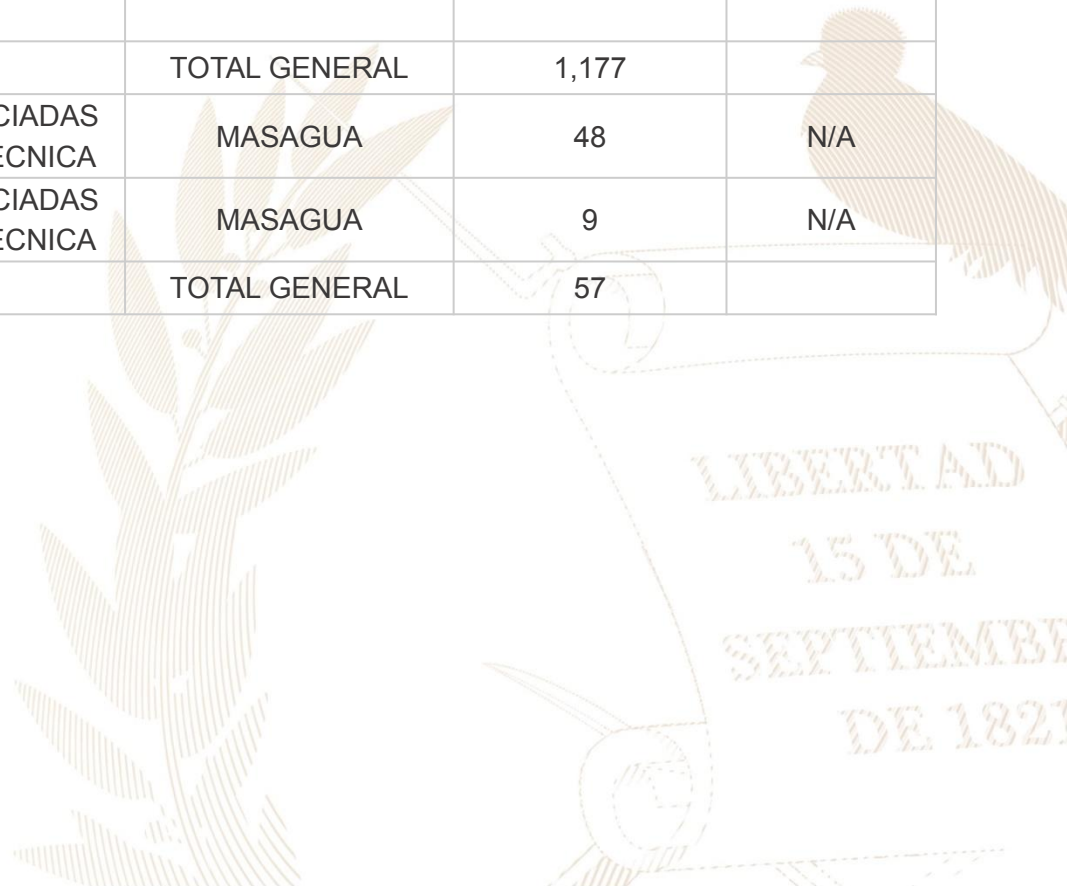 TOTAL GENERAL 1,177
CIADAS
ECNICA MASAGUA 48 N/A
CIADAS
ECNICA MASAGUA 9 N/A
TOTAL GENERAL 57
LIBERTAD
15 DE
SEPTIEMB
DE 1821